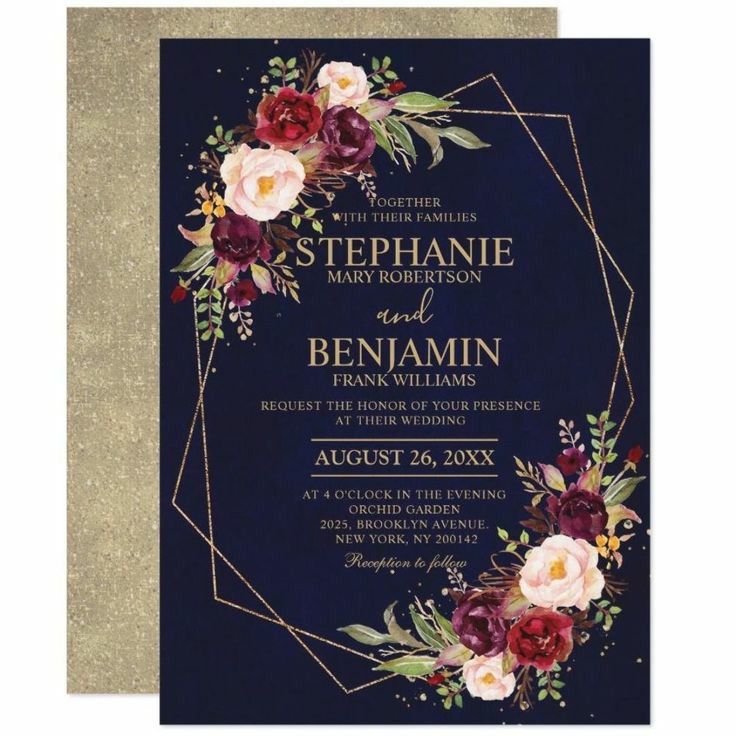 TOGETHER
WITH THEIR FAMILIES
STEPHANIE
MARY ROBERTSON
and
BENJAMIN
FRANK WILLIAMS
REQUEST THE HONOR OF YOUR PRESENCE
AT THEIR WEDDING
AUGUST 26, 20XX
AT 4 O'CLOCK IN THE EVENING
ORCHID GARDEN
2025, BROOKLYN AVENUE.
NEW YORK, NY 200142
Reception to follow